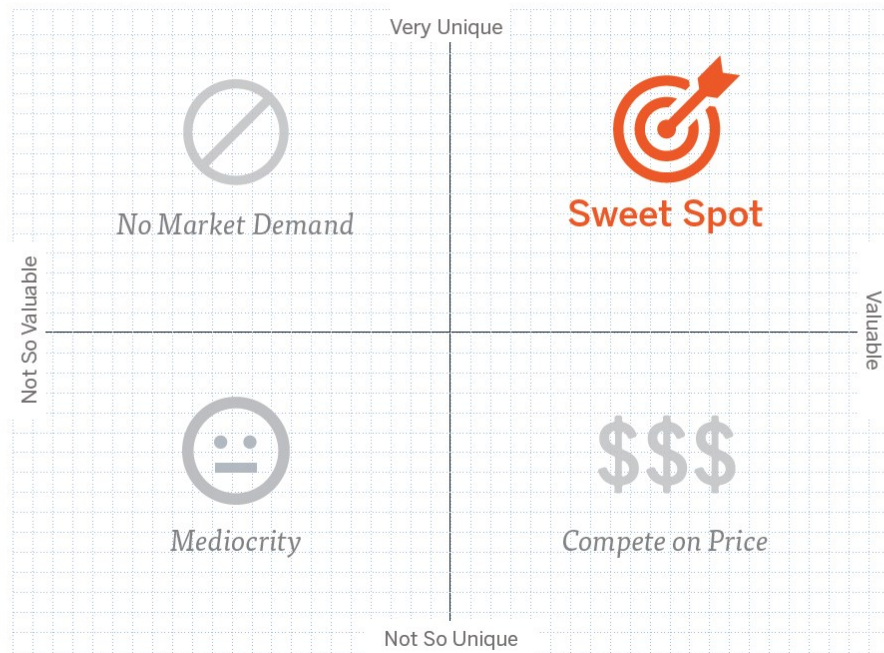 Very Unique
No Market Demand
Sweet Spot
Not So Valuable
Valuable
$$$
Mediocrity
Compete on Price
Not So Unique